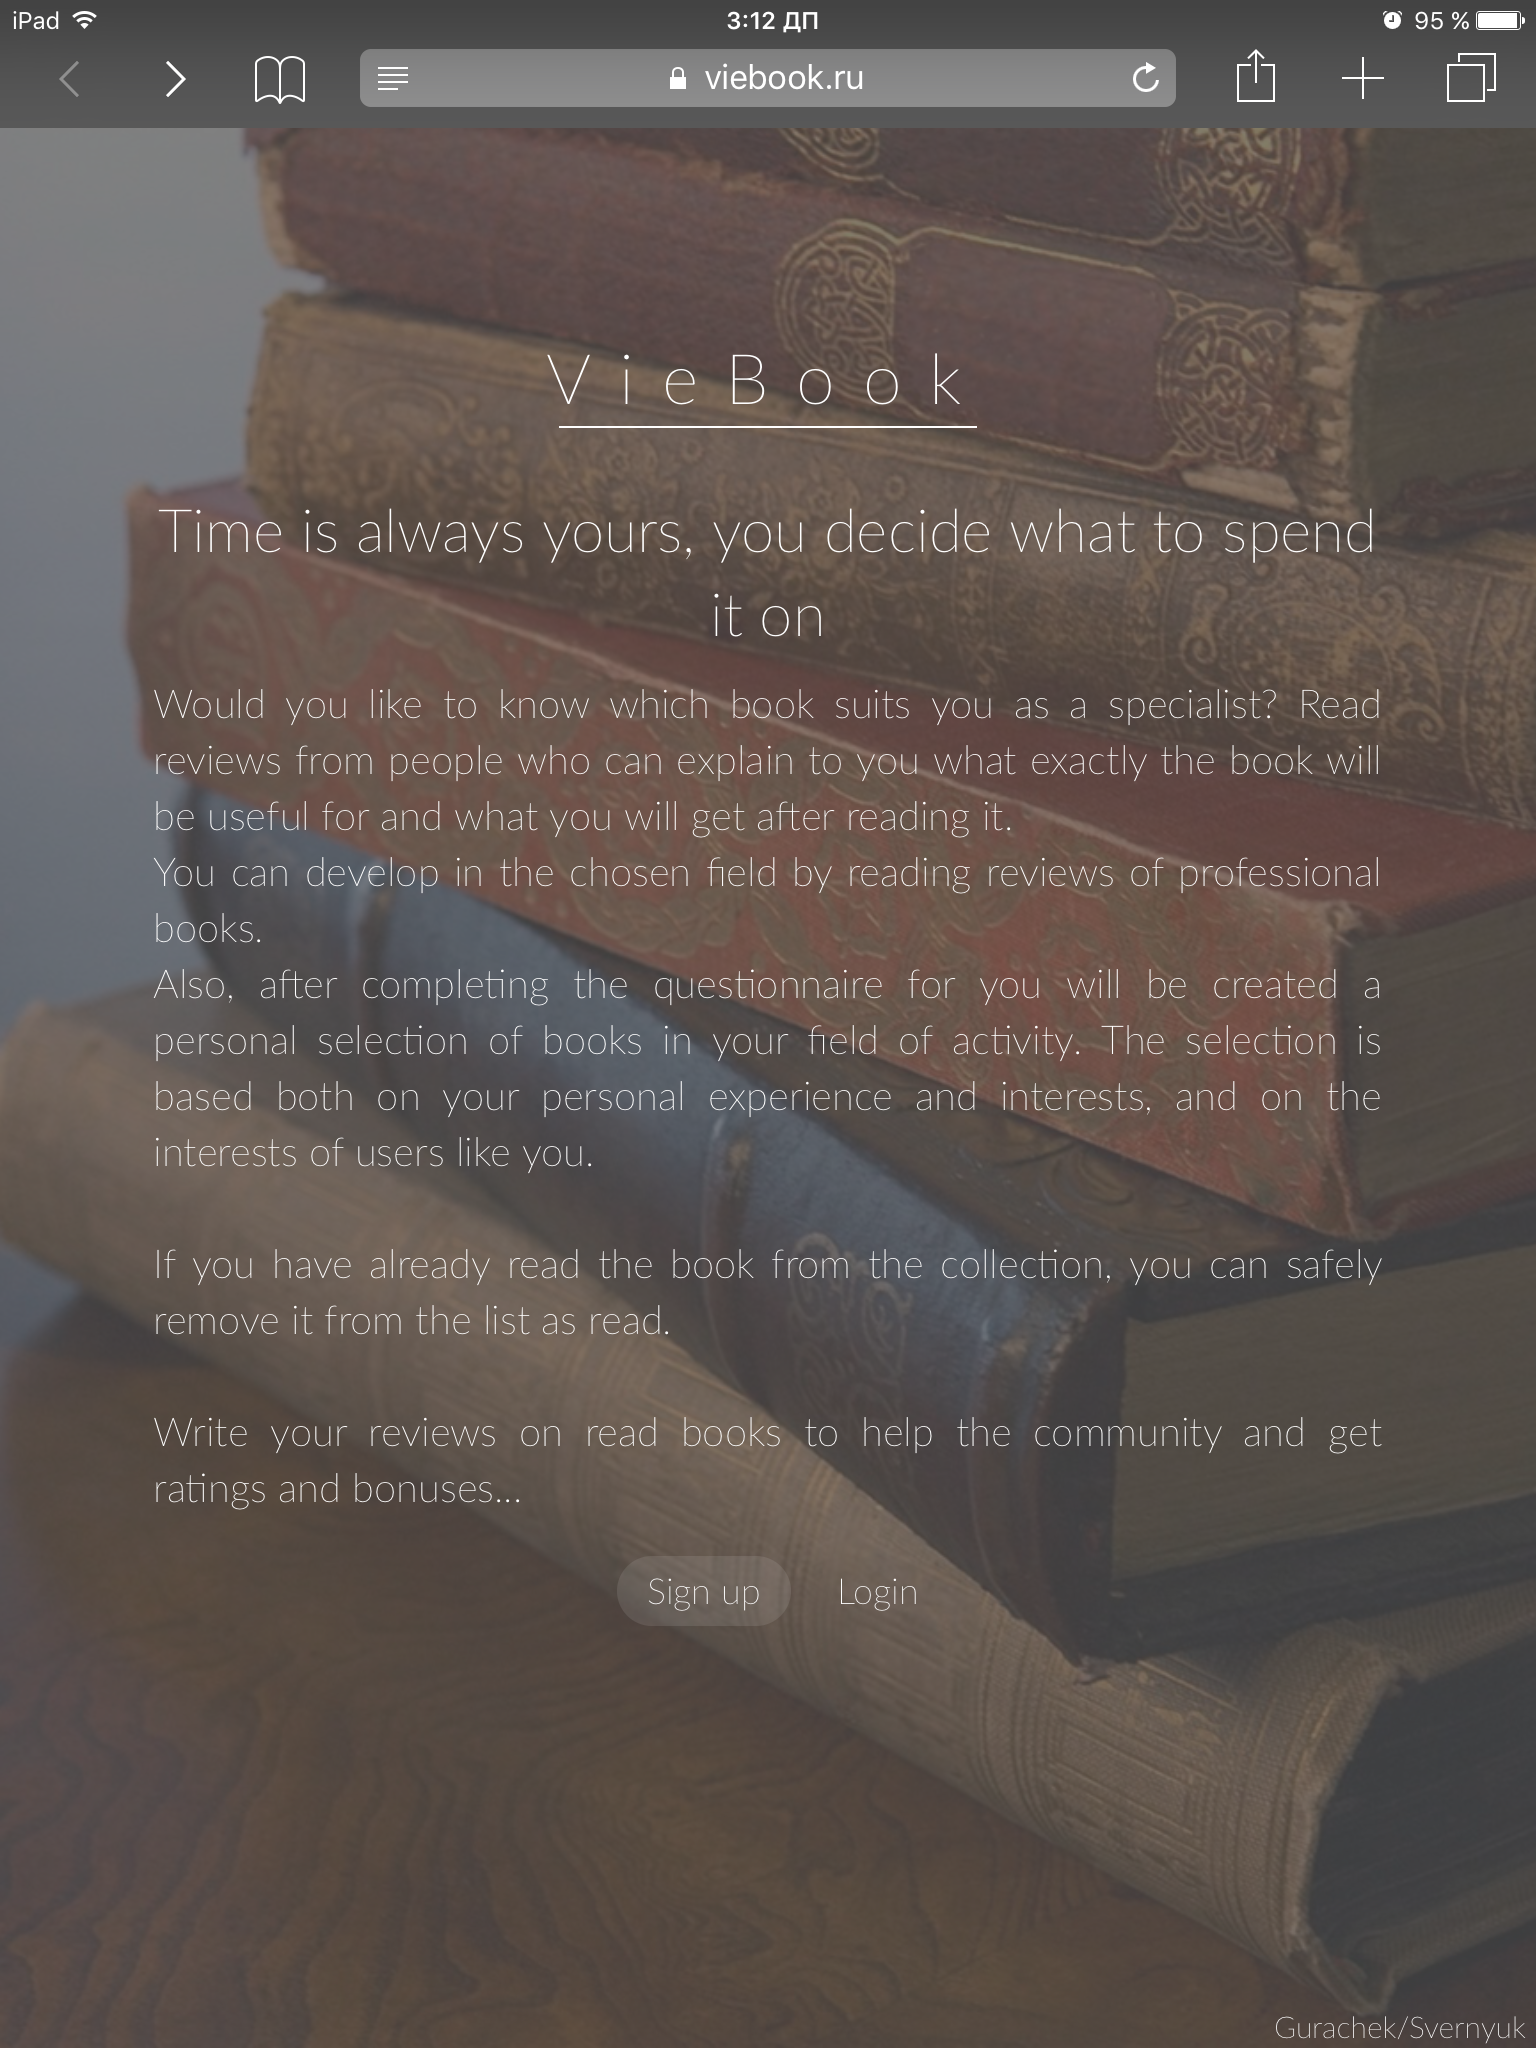 iPad
3:12 ДП
95 %
viebook.ru
VieBook
Time is always yours, you decide what to spend
it on
Would you like to know which book suits you as a specialist? Read
reviews from people who can explain to you what exactly the book will
be useful for and what you will get after reading it.
You can develop in the chosen field by reading reviews of professional
books.
Also, after completing the questionnaire for you will be created a
personal selection of books in your field of activity. The selection is
based both on your personal experience and interests, and on the
interests of users like you.
If you have already read the book from the collection, you can safely
remove it from the list as read.
Write your reviews on read books to help the community and get
ratings and bonuses...
Sign up
Login
Gurachek/Svernyuk